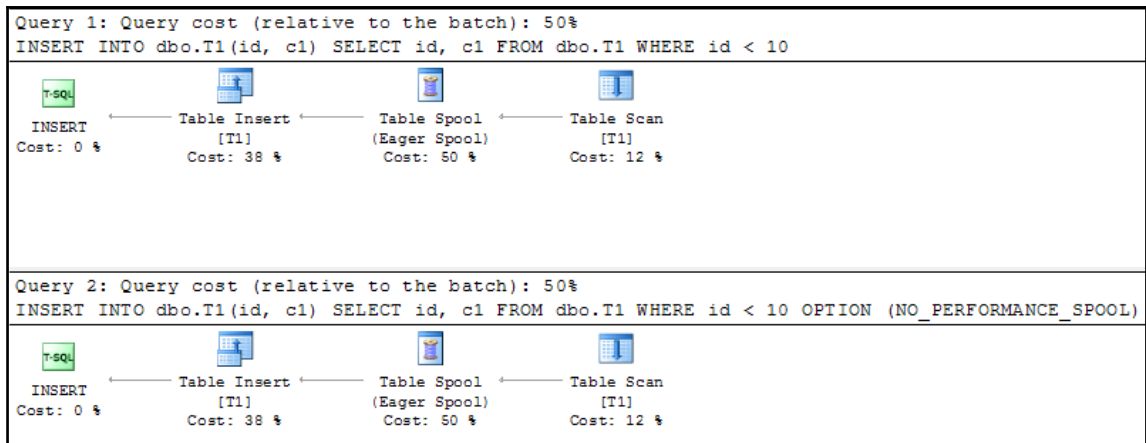 Query 1: Query cost (relative to the batch): 50%
INSERT INTO dbo.T1(id, c1) SELECT id, c1 FROM dbo.T1 WHERE id < 10
T-SQL
INSERT
Cost: 0 %
Table Insert
[T1]
Cost: 38 %
Table Spool
(Eager Spool)
Cost: 50 %
Table Scan
[T1]
Cost: 12 %
Query 2: Query cost (relative to the batch): 50%
INSERT INTO dbo.T1(id, c1) SELECT id, c1 FROM dbo.T1 WHERE id < 10 OPTION (NO_PERFORMANCE_SPOOL)
T-SQL
INSERT
Cost: 0 %
Table Insert
[T1]
Cost: 38 %
Table Spool
(Eager Spool)
Cost: 50 %
Table Scan
[T1]
Cost: 12 %